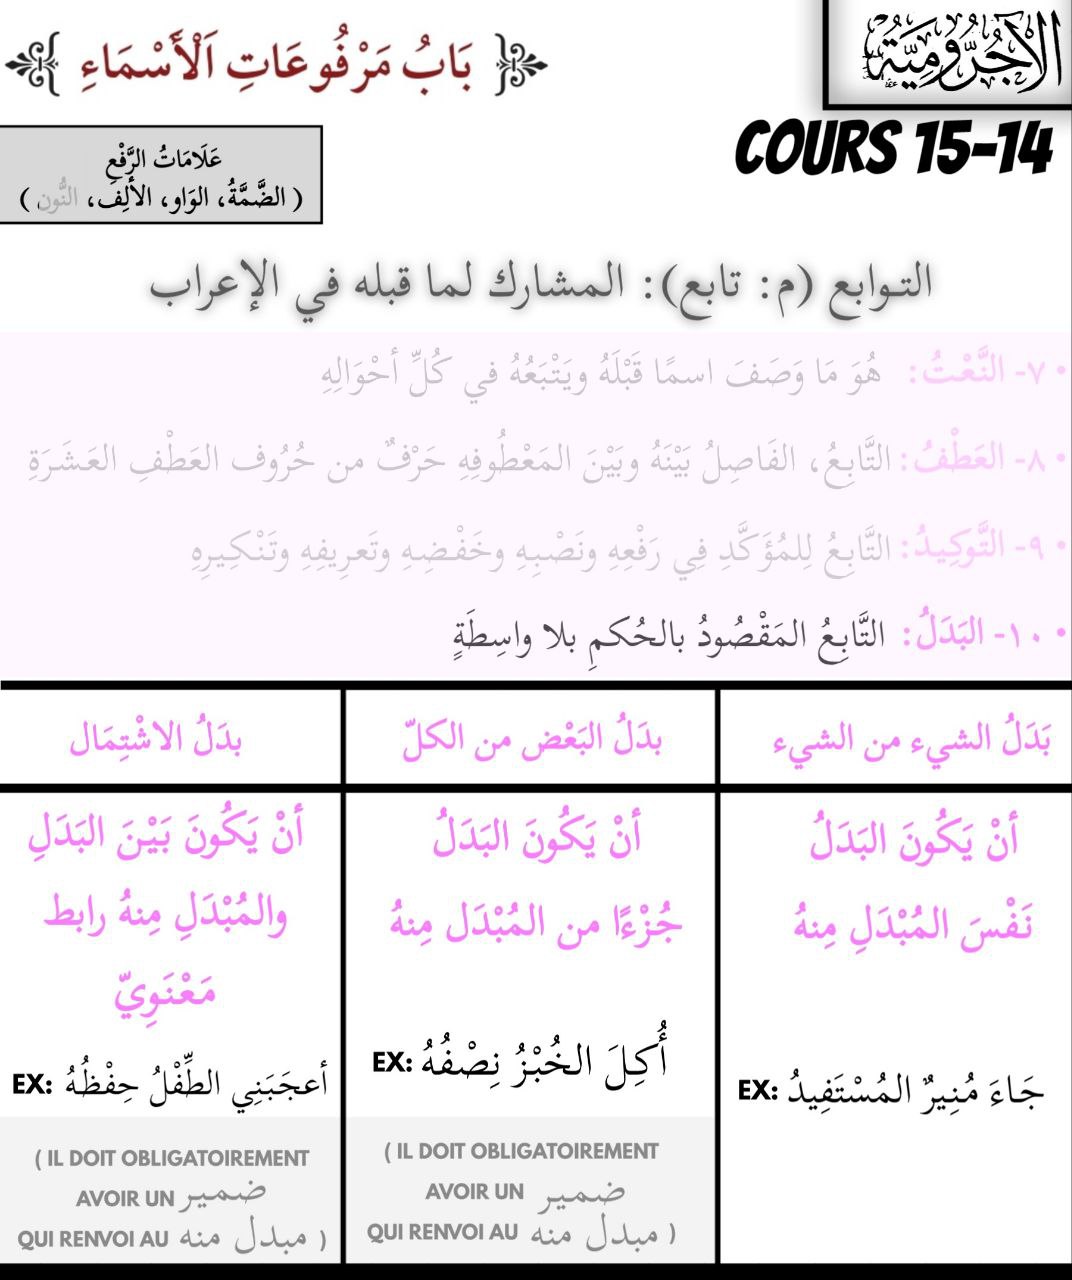 الآجُرُّومِيَّة
بَابُ مَرْفُوعَاتِ اَلْأَسْمَاءِ
COURS 15-14
عَلَامَاتُ الرَّفْعِ
( الضَّمَّةُ، الوَاو، الألِف، النُّون )
التوابع (م: تابع): المشارك لما قبله في الإعراب
• ٧- النَّعْتُ: هُوَ مَا وَصَفَ اسمًا قَبْلَهُ ويَتْبَعُهُ في كُلِّ أحْوَالِهِ
• ٨- العَطْفُ: التَّابِعُ، الفَاصِلُ بَيْنَهُ وبَيْنَ المَعْطُوفِهِ حَرْفٌ من حُرُوف العَطْفِ العَشَرَةِ
• ٩- التَّوكِيدُ: التَّابِعُ لِلمُؤَكَّدِ فِي رَفْعِهِ ونَصْبِهِ وخَفْضِهِ وتَعرِيفِهِ وتَنْكِيرِهِ
• ١٠- البَدَلُ: التَّابِعُ المَقْصُودُ بالحُكمِ بلا واسِطَةٍ
بَدَلُ الشيء من الشيء
أنْ يَكُونَ البَدَلُ
نَفْسَ المُبْدَلِ مِنهُ
EX: جَاءَ مُنِيرٌ المُسْتَفِيدُ
بدَلُ البَعْض من الكلّ
أنْ يَكُونَ البَدَلُ
جُزْءًا من المُبْدَل مِنهُ
EX: أُكِلَ الخُبْزُ نِصْفُهُ
( IL DOIT OBLIGATOIREMENT
AVOIR UN ضمير
QUI RENVOI AU مبدل منه )
بدَلُ الاشْتِمَال
أنْ يَكُونَ بَيْنَ البَدَلِ
والمُبْدَلِ مِنهُ رابط
مَعْنَوِيّ
EX: أعجَبَنِي الطِّفْلُ حِفْظُهُ
( IL DOIT OBLIGATOIREMENT
AVOIR UN ضمير
QUI RENVOI AU مبدل منه )